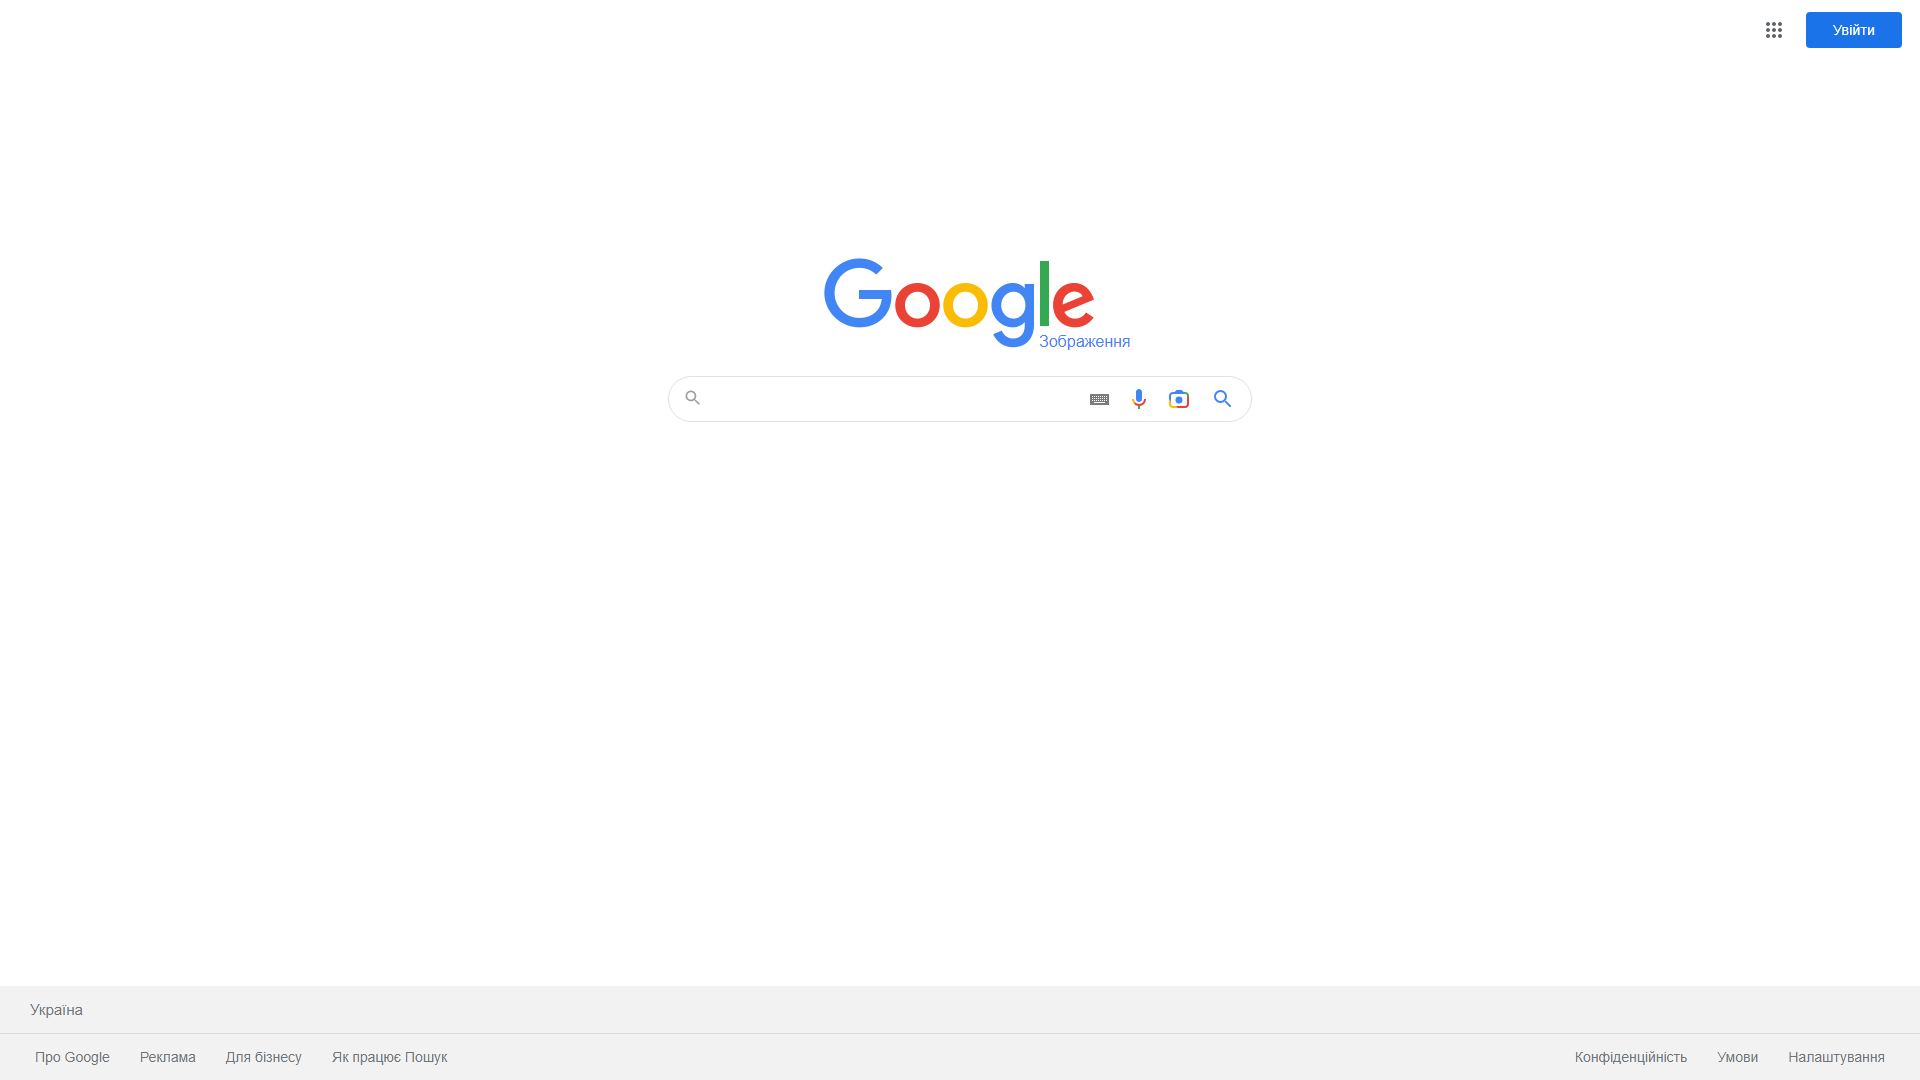 Увійти
Google
Зображення
Україна
Про Google Реклама Для бізнесу Як працює Пошук Конфіденційність Умови Налаштування